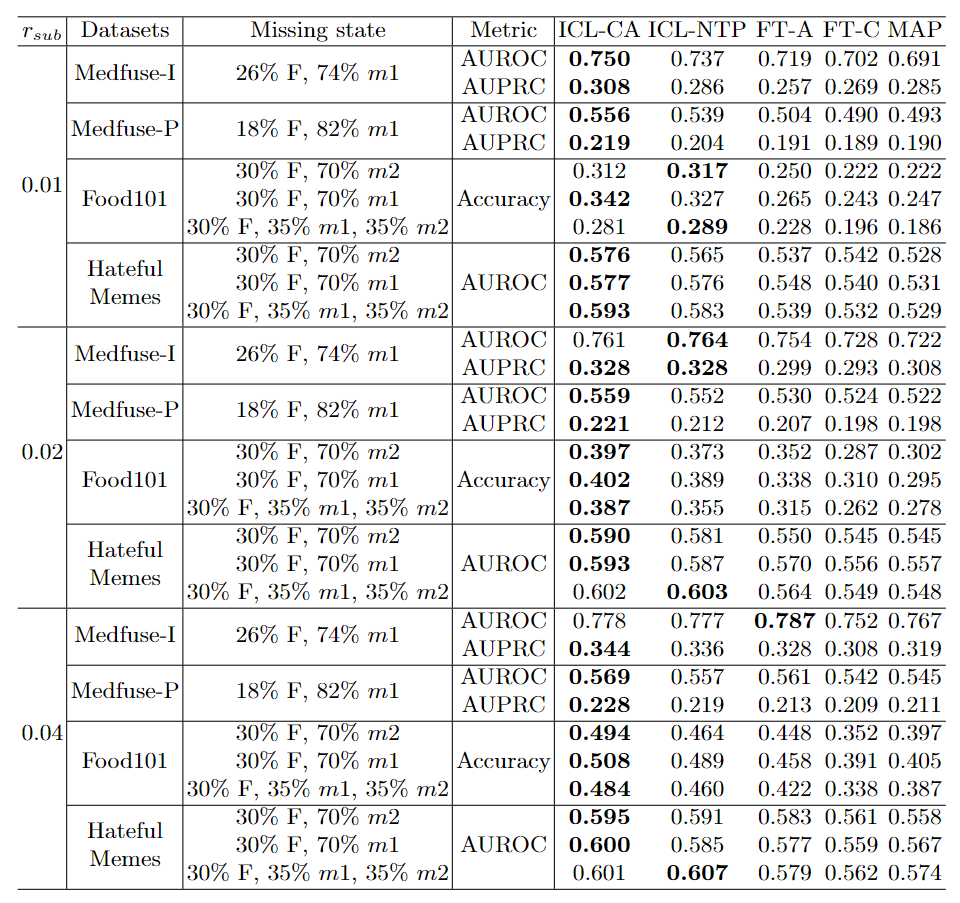 r_sub Datasets Missing state Metric ICL-CA ICL-NTP FT-A FT-C MAP
0.01 Medfuse-I 26% F, 74% m1 AUROC 0.750 0.737 0.719 0.702 0.691
AUPRC 0.308 0.286 0.257 0.269 0.285
Medfuse-P 18% F, 82% m1 AUROC 0.556 0.539 0.504 0.490 0.493
AUPRC 0.219 0.204 0.191 0.189 0.190
Food101 30% F, 70% m2 Accuracy 0.312 0.317 0.250 0.222 0.222
30% F, 70% m1 0.342 0.327 0.265 0.243 0.247
30% F, 35% m1, 35% m2 0.281 0.289 0.228 0.196 0.186
Hateful Memes 30% F, 70% m2 AUROC 0.576 0.565 0.537 0.542 0.528
30% F, 70% m1 0.577 0.576 0.548 0.540 0.531
30% F, 35% m1, 35% m2 0.593 0.583 0.539 0.532 0.529
0.02 Medfuse-I 26% F, 74% m1 AUROC 0.761 0.764 0.754 0.728 0.722
AUPRC 0.328 0.328 0.299 0.293 0.308
Medfuse-P 18% F, 82% m1 AUROC 0.559 0.552 0.530 0.524 0.522
AUPRC 0.221 0.212 0.207 0.198 0.198
Food101 30% F, 70% m2 Accuracy 0.397 0.373 0.352 0.287 0.302
30% F, 70% m1 0.402 0.389 0.338 0.310 0.295
30% F, 35% m1, 35% m2 0.387 0.355 0.315 0.262 0.278
Hateful Memes 30% F, 70% m2 AUROC 0.590 0.581 0.550 0.545 0.545
30% F, 70% m1 0.593 0.587 0.570 0.556 0.557
30% F, 35% m1, 35% m2 0.602 0.603 0.564 0.549 0.548
0.04 Medfuse-I 26% F, 74% m1 AUROC 0.778 0.777 0.787 0.752 0.767
AUPRC 0.344 0.336 0.328 0.308 0.319
Medfuse-P 18% F, 82% m1 AUROC 0.569 0.557 0.561 0.542 0.545
AUPRC 0.228 0.219 0.213 0.209 0.211
Food101 30% F, 70% m2 Accuracy 0.494 0.464 0.448 0.352 0.397
30% F, 70% m1 0.508 0.489 0.458 0.391 0.405
30% F, 35% m1, 35% m2 0.484 0.460 0.422 0.338 0.387
Hateful Memes 30% F, 70% m2 AUROC 0.595 0.591 0.583 0.561 0.558
30% F, 70% m1 0.600 0.585 0.577 0.559 0.567
30% F, 35% m1, 35% m2 0.601 0.607 0.579 0.562 0.574